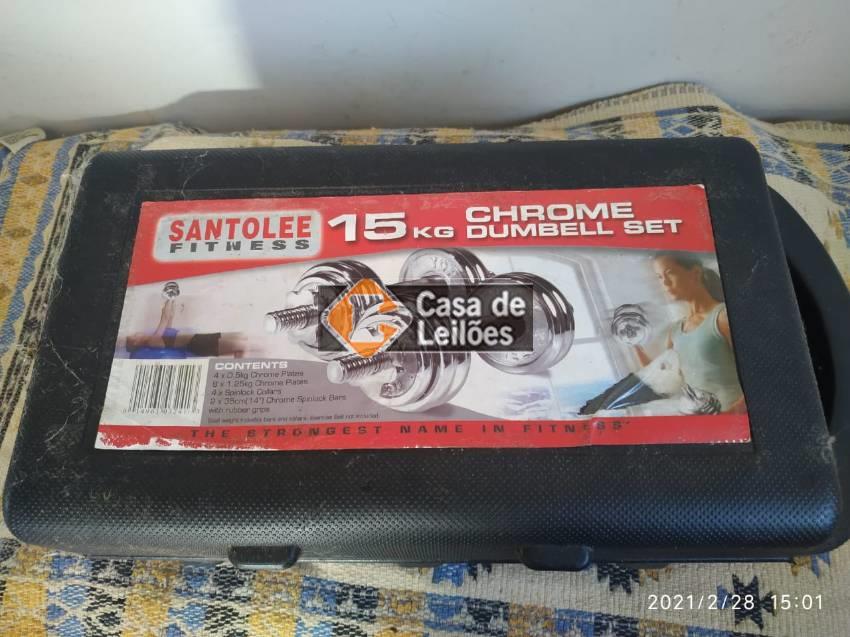 SANTOLEE
FITNESS
15 KG
CHROME
DUMBELL SET
Casa de
Leilões
CONTENTS
4 x 0.5kg Chrome Plates
8 x 1.25kg Chrome Plates
4 x Spinlock Collars
2 x 35cm(14") Chrome Spinlock Bars
with rubber grips
THE STRONGEST NAME IN FITNESS
2021/2/28 15:01